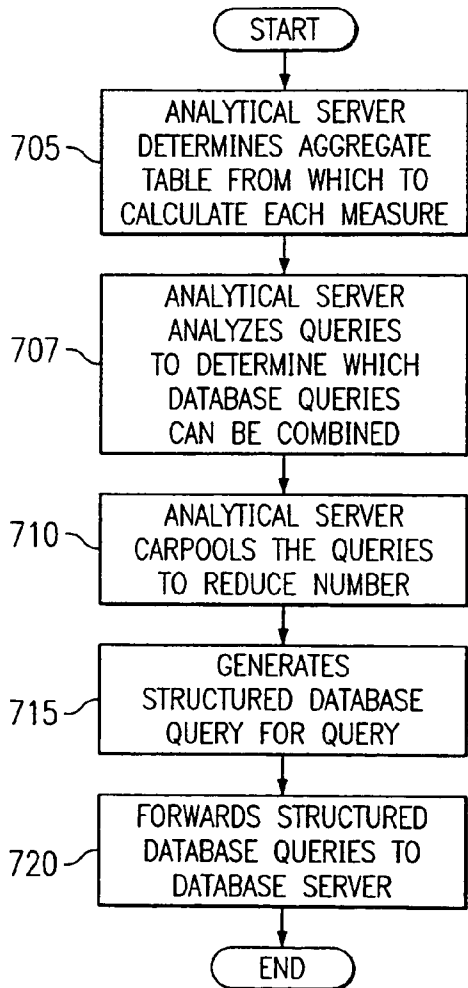 START
705
ANALYTICAL SERVER
DETERMINES AGGREGATE
TABLE FROM WHICH TO
CALCULATE EACH MEASURE
707
ANALYTICAL SERVER
ANALYZES QUERIES
TO DETERMINE WHICH
DATABASE QUERIES
CAN BE COMBINED
710
ANALYTICAL SERVER
CARPOOLS THE QUERIES
TO REDUCE NUMBER
715
GENERATES
STRUCTURED DATABASE
QUERY FOR QUERY
720
FORWARDS STRUCTURED
DATABASE QUERIES TO
DATABASE SERVER
END